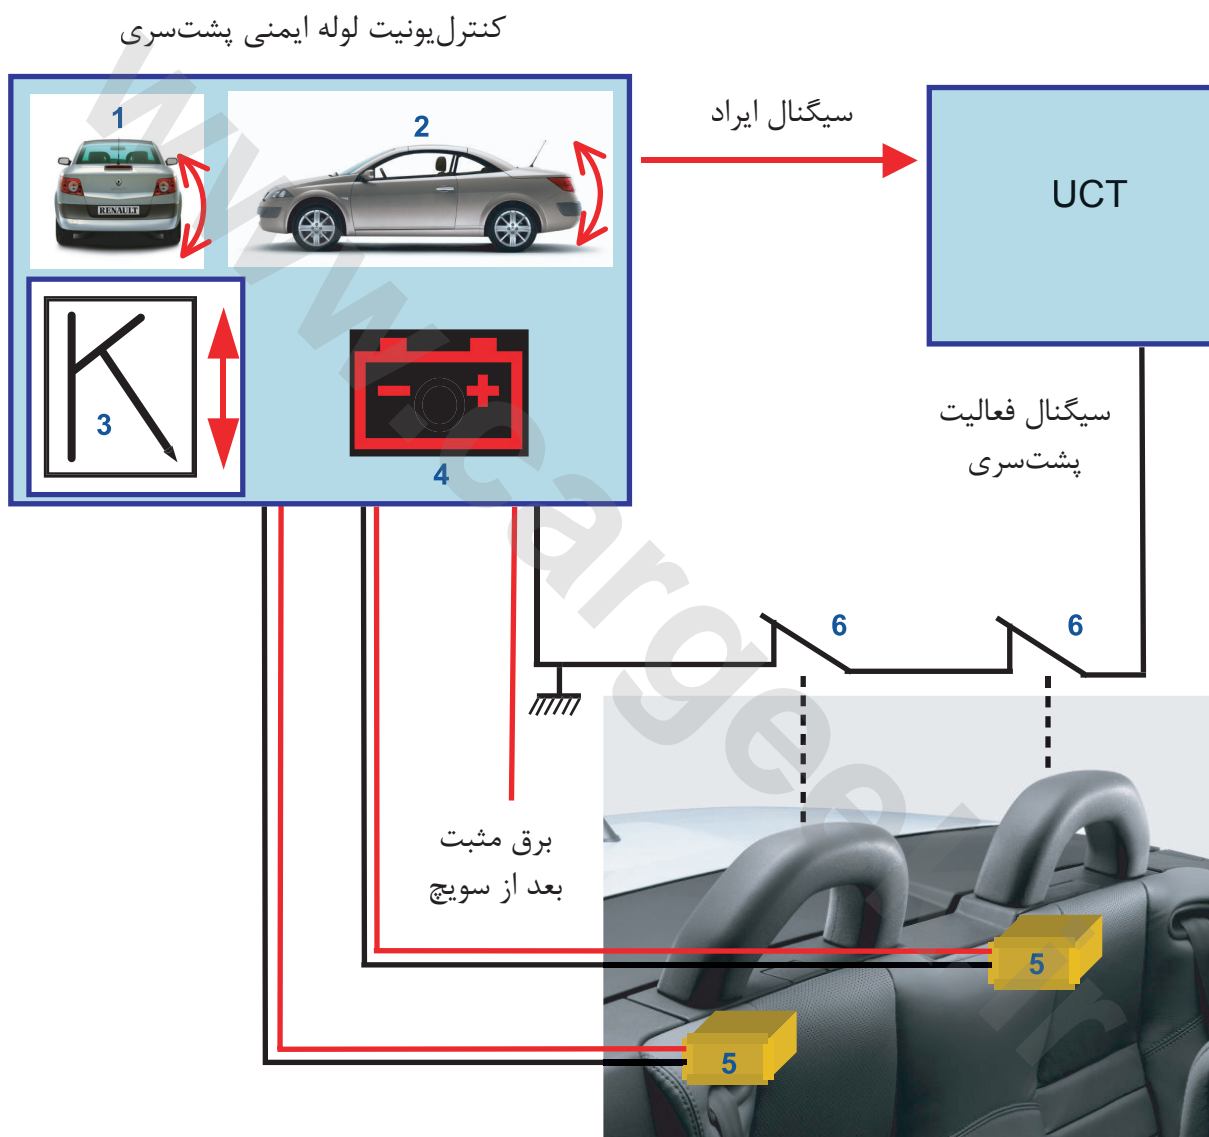 کنترل‌یونیت لوله ایمنی پشت‌سری
1
2
RENAULT
سیگنال ایراد
UCT
3
4
سیگنال فعالیت
پشت‌سری
6
6
برق مثبت
بعد از سویچ
5
5
www.cargeek.ir